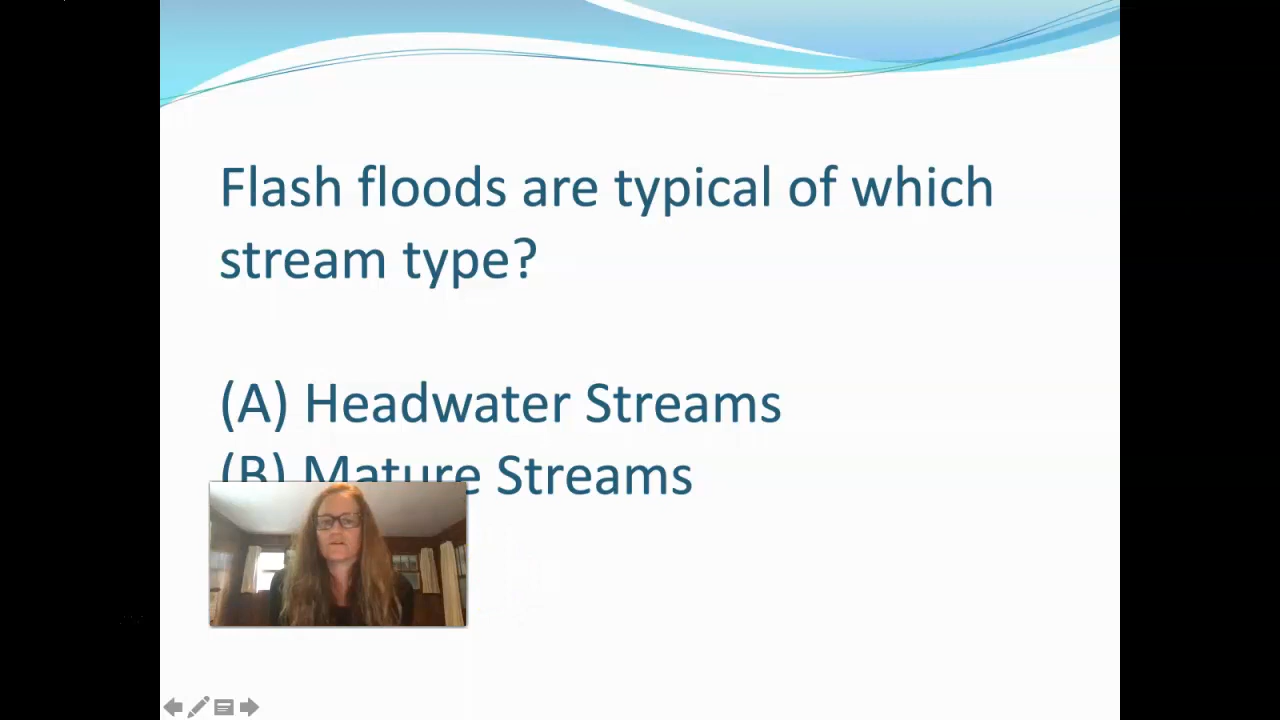 Flash floods are typical of which
stream type?
(A) Headwater Streams
(B) Mature Streams